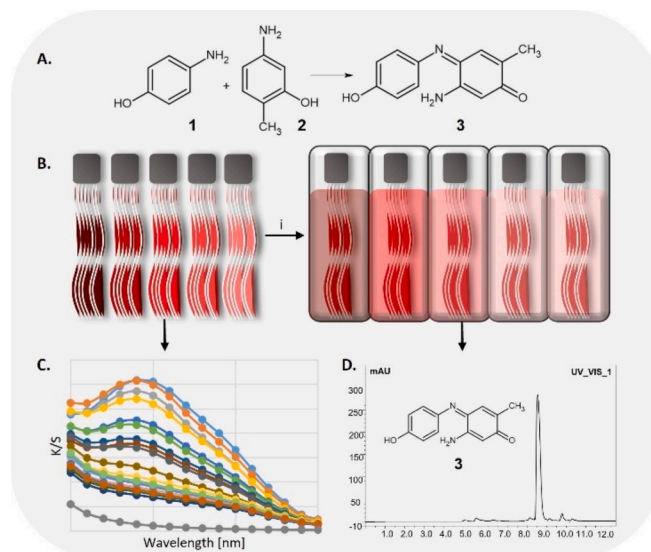 A.
NH₂
HO
1
+
NH₂
OH
CH₃
2
N
CH₃
HO
H₂N
O
3
B.
i
C.
K/S
Wavelength [nm]
D.
mAU
UV_VIS_1
300
250
200
150
100
50
-10
N
CH₃
HO
H₂N
O
3
1.0 2.0 3.0 4.0 5.0 6.0 7.0 8.0 9.0 10.0 11.0 12.0